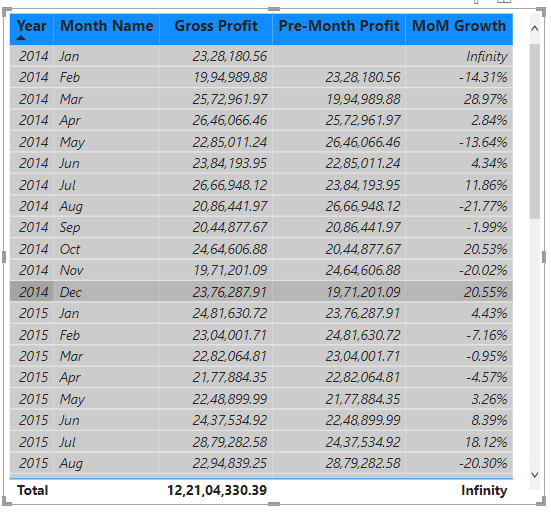 Year Month Name Gross Profit Pre-Month Profit MoM Growth
2014 Jan 23,28,180.56 Infinity
2014 Feb 19,94,989.88 23,28,180.56 -14.31%
2014 Mar 25,72,961.97 19,94,989.88 28.97%
2014 Apr 26,46,066.46 25,72,961.97 2.84%
2014 May 22,85,011.24 26,46,066.46 -13.64%
2014 Jun 23,84,193.95 22,85,011.24 4.34%
2014 Jul 26,66,948.12 23,84,193.95 11.86%
2014 Aug 20,86,441.97 26,66,948.12 -21.77%
2014 Sep 20,44,877.67 20,86,441.97 -1.99%
2014 Oct 24,64,606.88 20,44,877.67 20.53%
2014 Nov 19,71,201.09 24,64,606.88 -20.02%
2014 Dec 23,76,287.91 19,71,201.09 20.55%
2015 Jan 24,81,630.72 23,76,287.91 4.43%
2015 Feb 23,04,001.71 24,81,630.72 -7.16%
2015 Mar 22,82,064.81 23,04,001.71 -0.95%
2015 Apr 21,77,884.35 22,82,064.81 -4.57%
2015 May 22,48,899.99 21,77,884.35 3.26%
2015 Jun 24,37,534.92 22,48,899.99 8.39%
2015 Jul 28,79,282.58 24,37,534.92 18.12%
2015 Aug 22,94,839.25 28,79,282.58 -20.30%
Total 12,21,04,330.39 Infinity